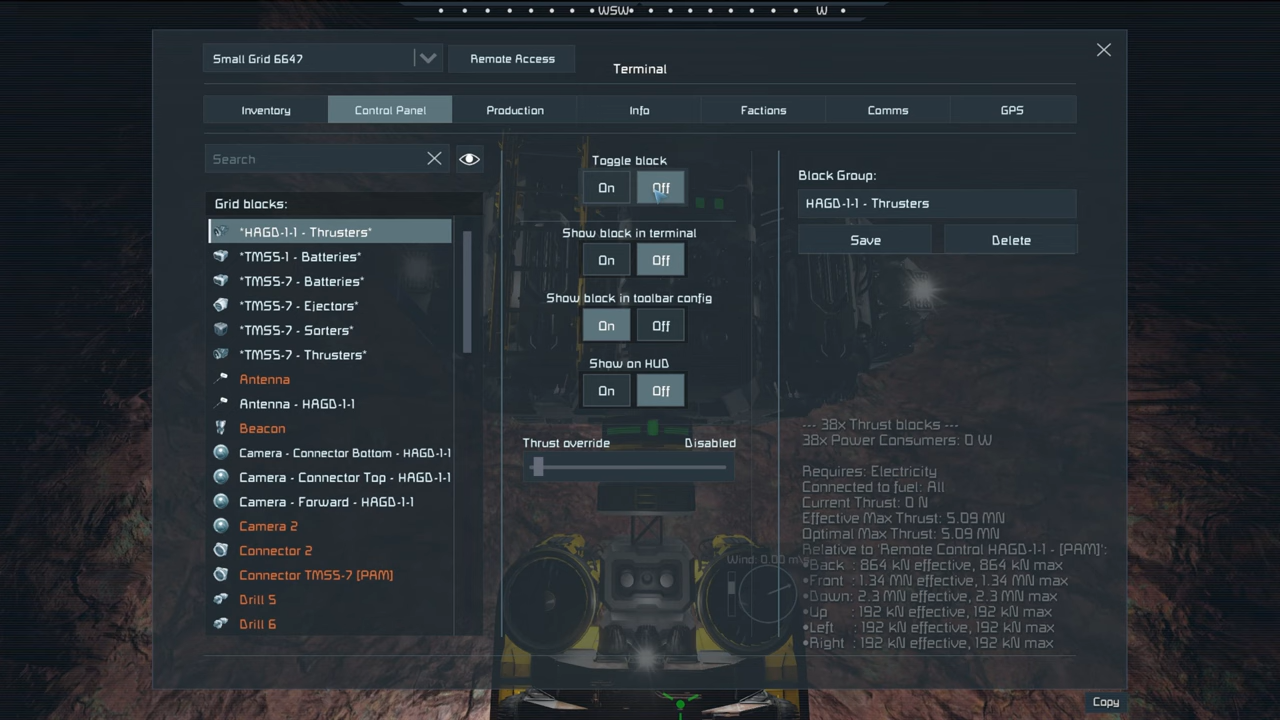 WSW W
Small Grid 6647
Remote Access
Terminal
Inventory
Control Panel
Production
Info
Factions
Comms
GPS
Search
Grid blocks:
*HAGD-1-1 - Thrusters*
*TMSS-1 - Batteries*
*TMSS-7 - Batteries*
*TMSS-7 - Ejectors*
*TMSS-7 - Sorters*
*TMSS-7 - Thrusters*
Antenna
Antenna - HAGD-1-1
Beacon
Camera - Connector Bottom - HAGD-1-1
Camera - Connector Top - HAGD-1-1
Camera - Forward - HAGD-1-1
Camera 2
Connector 2
Connector TMSS-7 [PAM]
Drill 5
Drill 6
Toggle block
On Off
Show block in terminal
On Off
Show block in toolbar config
On Off
Show on HUD
On Off
Thrust override Disabled
Wind: 0.00 m/s
Block Group:
HAGD-1-1 - Thrusters
Save
Delete
--- 38x Thrust blocks ---
38x Power Consumers: 0 W
Requires: Electricity
Connected to fuel: All
Current Thrust: 0 N
Effective Max Thrust: 5.09 MN
Optimal Max Thrust: 5.09 MN
Relative to 'Remote Control HAGD-1-1 - [PAM]':
•Back : 864 kN effective, 864 kN max
•Front : 1.34 MN effective, 1.34 MN max
•Down: 2.3 MN effective, 2.3 MN max
•Up : 192 kN effective, 192 kN max
•Left : 192 kN effective, 192 kN max
•Right : 192 kN effective, 192 kN max
Copy